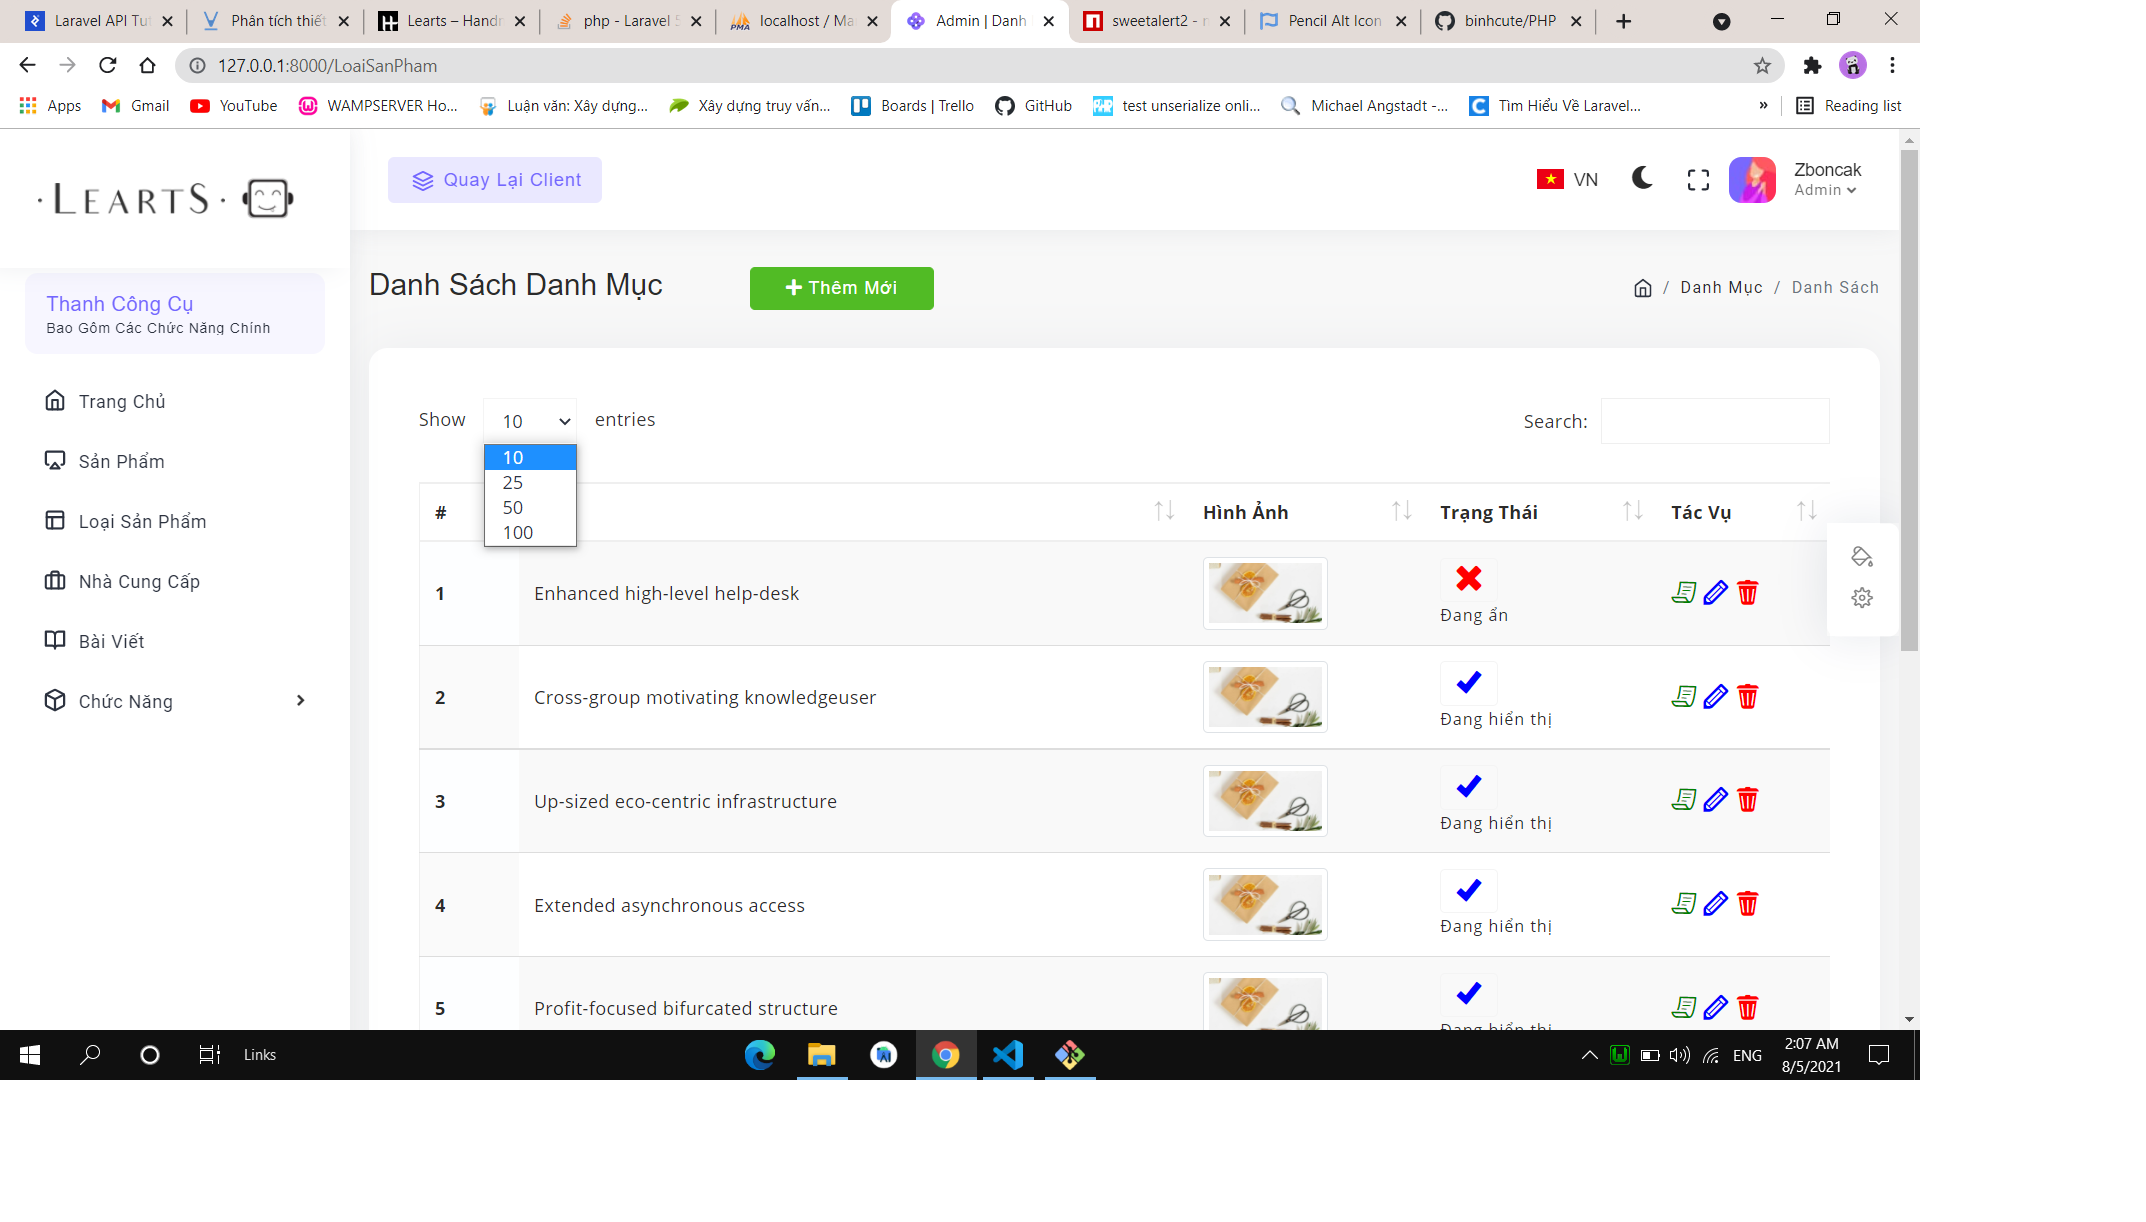 Laravel API Tut
Phân tích thiết
Learts – Handm
php - Laravel 5
localhost / Ma
Admin | Danh
sweetalert2 - n
Pencil Alt Icon
binhcute/PHP
127.0.0.1:8000/LoaiSanPham
Apps
Gmail
YouTube
WAMPSERVER Ho...
Luận văn: Xây dựng...
Xây dựng truy vấn...
Boards | Trello
GitHub
test unserialize onli...
Michael Angstadt -...
Tìm Hiểu Về Laravel...
»
Reading list
· LEARTS ·
Quay Lại Client
VN
Zboncak
Admin
Thanh Công Cụ
Bao Gôm Các Chức Năng Chính
Danh Sách Danh Mục
Thêm Mới
/ Danh Mục / Danh Sách
Trang Chủ
Sản Phẩm
Loại Sản Phẩm
Nhà Cung Cấp
Bài Viết
Chức Năng
Show 10 entries
Search:
10
25
50
100
# Hình Ảnh Trạng Thái Tác Vụ
1 Enhanced high-level help-desk Đang ẩn
2 Cross-group motivating knowledgeuser Đang hiển thị
3 Up-sized eco-centric infrastructure Đang hiển thị
4 Extended asynchronous access Đang hiển thị
5 Profit-focused bifurcated structure Đang hiển thị
Links
ENG
2:07 AM
8/5/2021